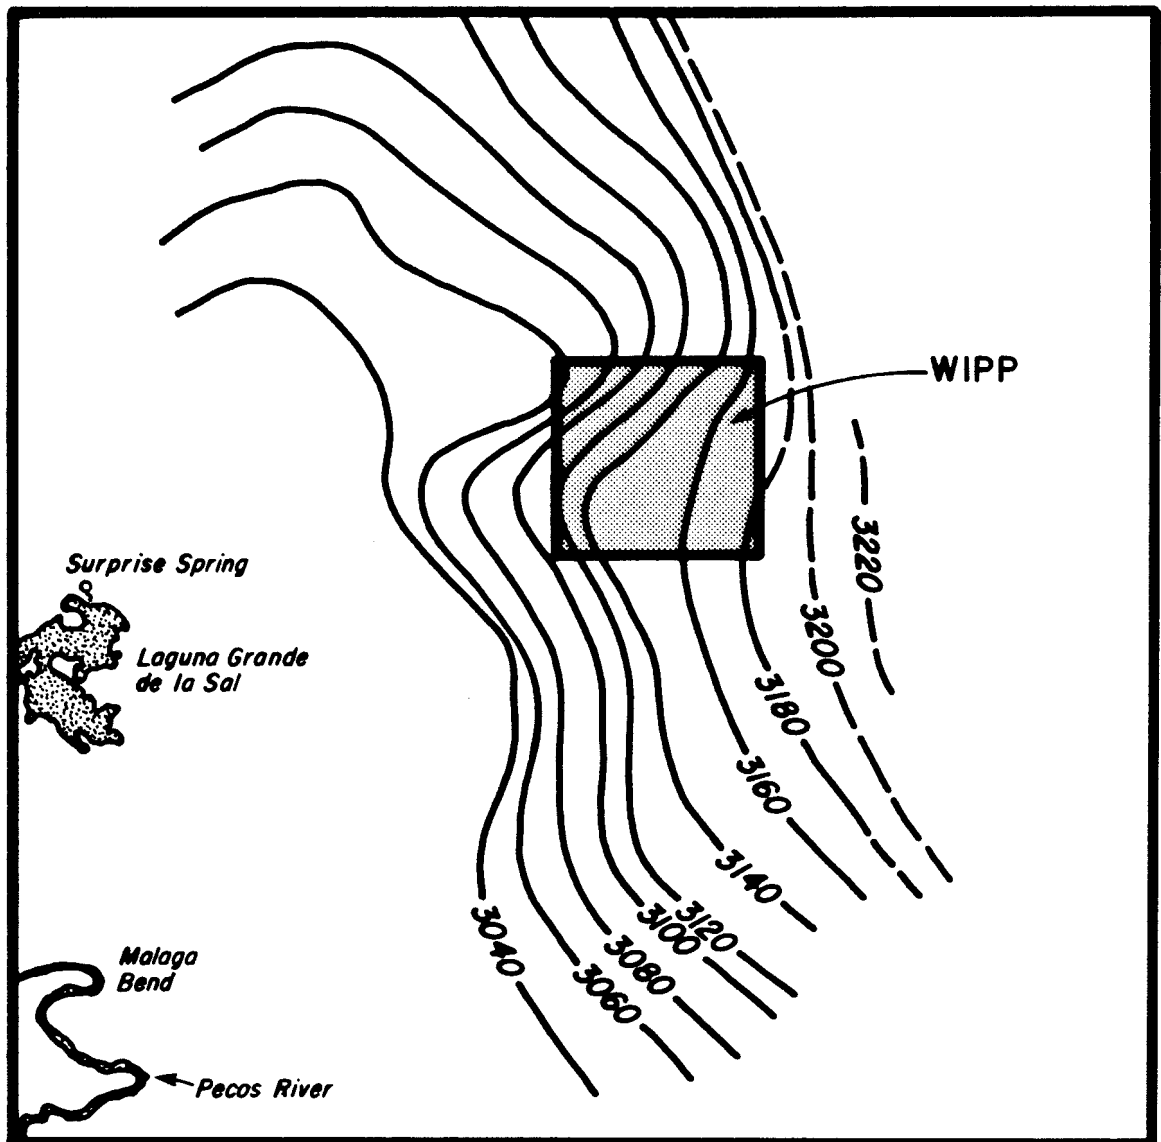 WIPP
3220
Surprise Spring
3200
Laguna Grande
de la Sal
3180
3160
3140
3120
3100
3040
3080
3060
Malaga
Bend
Pecos River